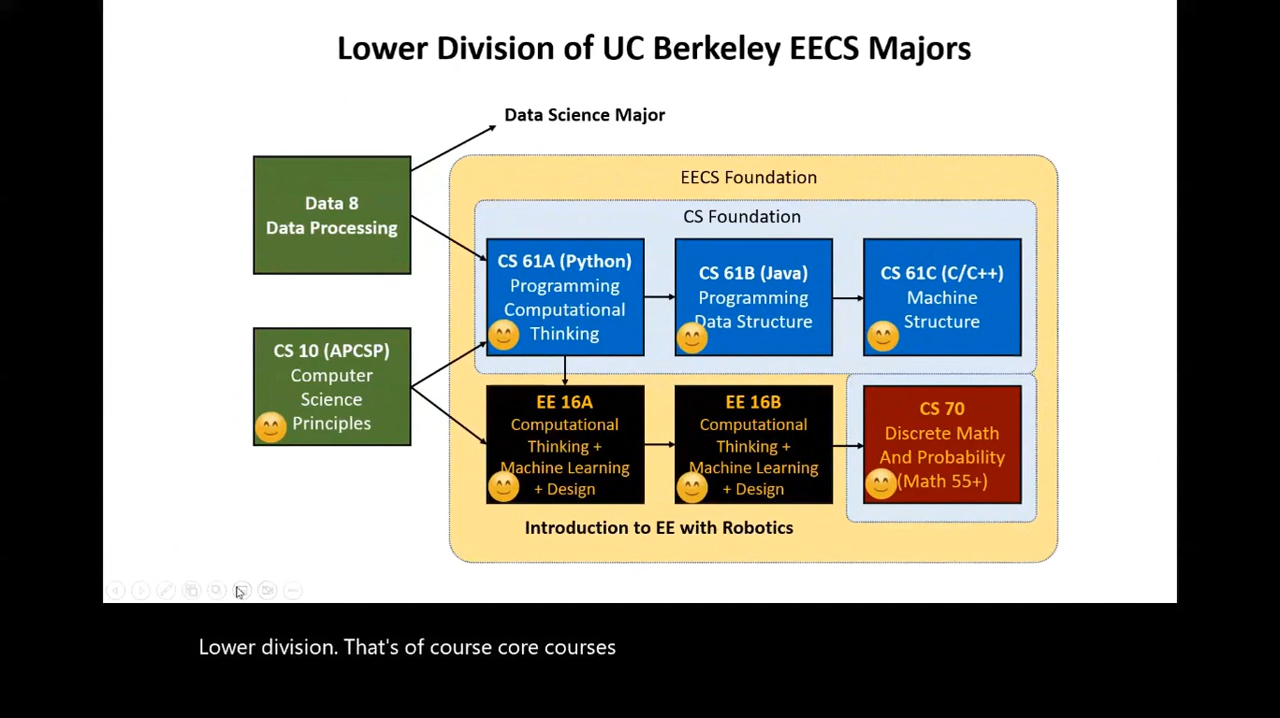 Lower Division of UC Berkeley EECS Majors
Data Science Major
Data 8
Data Processing
EECS Foundation
CS Foundation
CS 61A (Python)
Programming
Computational
Thinking
CS 61B (Java)
Programming
Data Structure
CS 61C (C/C++)
Machine
Structure
CS 10 (APCSP)
Computer
Science
Principles
EE 16A
Computational
Thinking +
Machine Learning
+ Design
EE 16B
Computational
Thinking +
Machine Learning
+ Design
CS 70
Discrete Math
And Probability
(Math 55+)
Introduction to EE with Robotics
Lower division. That's of course core courses